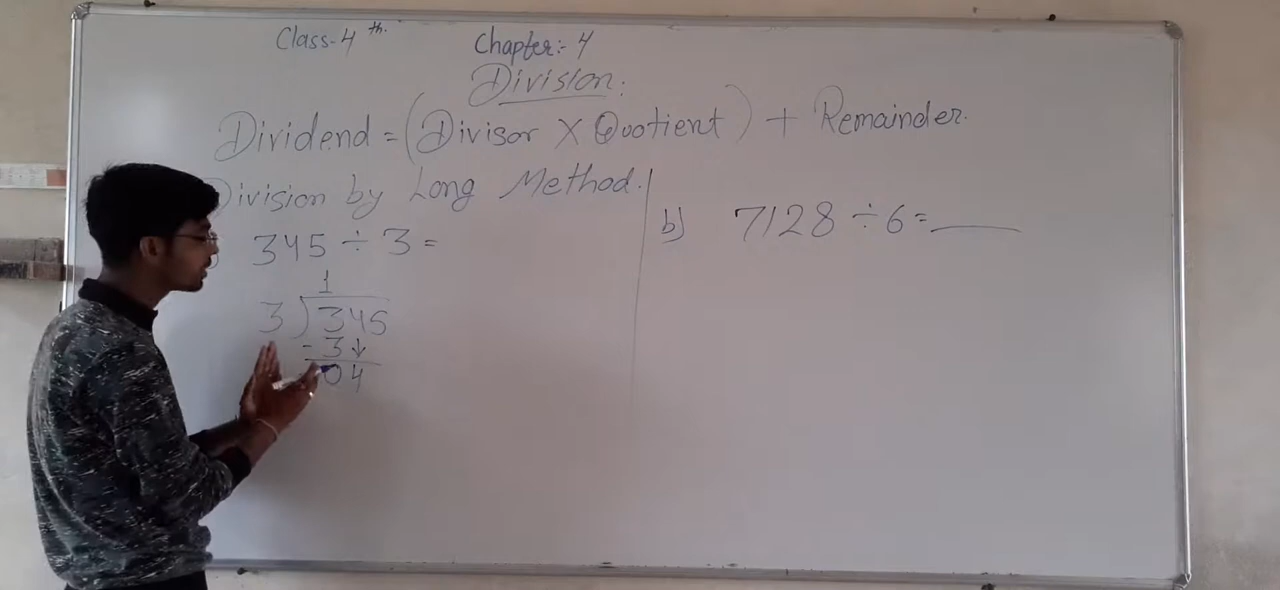 Class-4th.
Chapter:- 4
Division:
Dividend = (Divisor X Quotient) + Remainder.
Division by Long Method.
345 ÷ 3 =
1
3 ) 345
- 3 ↓
04
b) 7128 ÷ 6 = ______